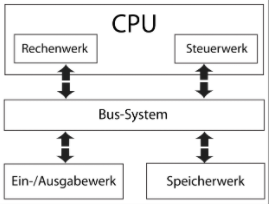 CPU
Rechenwerk
Steuerwerk
Bus-System
Ein-/Ausgabewerk
Speicherwerk